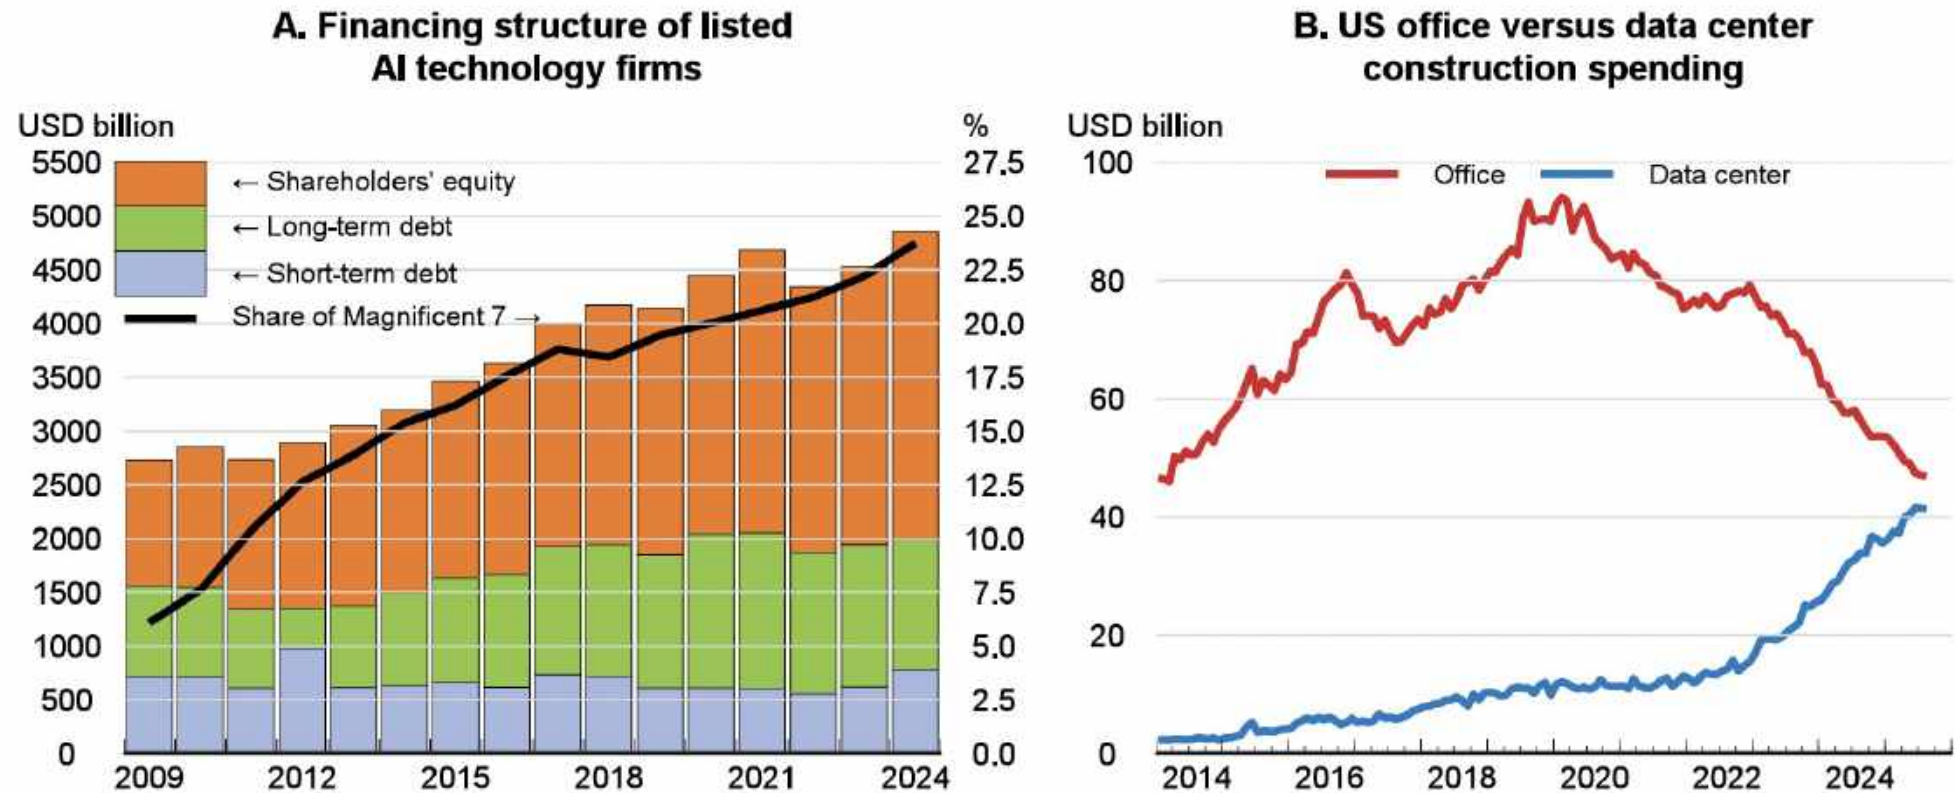 A. Financing structure of listed
AI technology firms
USD billion
%
5500
5000
4500
4000
3500
3000
2500
2000
1500
1000
500
0
27.5
25.0
22.5
20.0
17.5
15.0
12.5
10.0
7.5
5.0
2.5
0.0
← Shareholders' equity
← Long-term debt
← Short-term debt
Share of Magnificent 7 →
2009 2012 2015 2018 2021 2024
B. US office versus data center
construction spending
USD billion
100
80
60
40
20
0
Office Data center
2014 2016 2018 2020 2022 2024